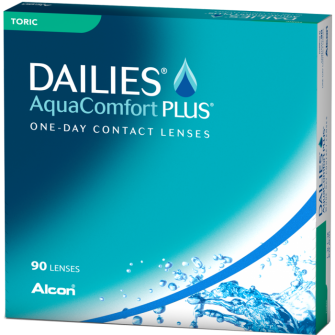 TORIC
DAILIES®
AquaComfort PLUS®
ONE-DAY CONTACT LENSES
90 LENSES
Alcon